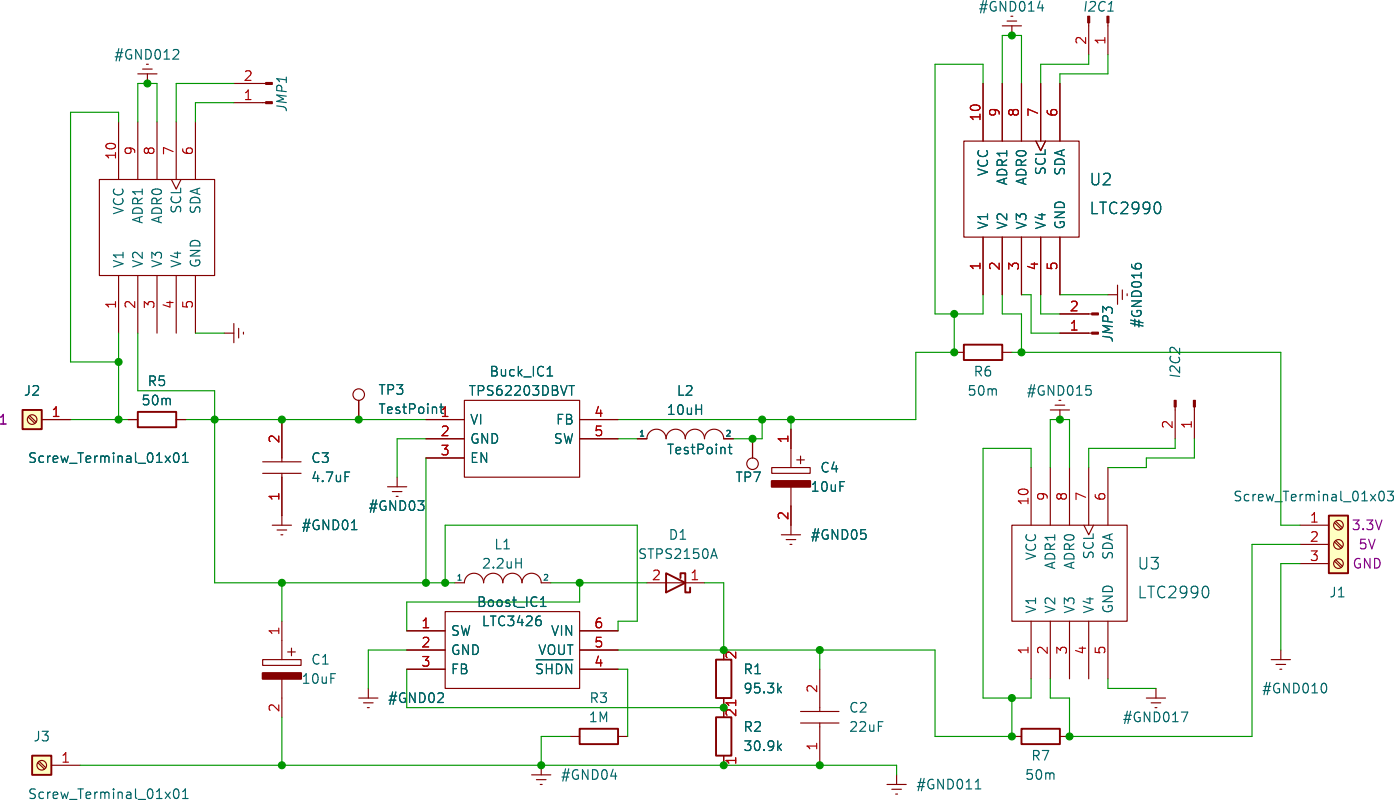 #GND012
2
1
JMP1
10
9
8
7
6
VCC
ADR1
ADR0
SCL
SDA
V1
V2
V3
V4
GND
1
2
3
4
5
#GND014
I2C1
2
1
10
9
8
7
6
VCC
ADR1
ADR0
SCL
SDA
U2
LTC2990
V1
V2
V3
V4
GND
1
2
3
4
5
#GND016
2
1
JMP3
R6
50m
J2
1
1
Screw_Terminal_01x01
R5
50m
2
C3
4.7uF
1
#GND01
TP3
TestPoint
Buck_IC1
TPS62203DBVT
1
2
3
VI
GND
EN
FB
SW
4
5
#GND03
L2
10uH
1
2
TestPoint
TP7
1
C4
10uF
2
#GND05
I2C2
#GND015
2
1
10
9
8
7
6
VCC
ADR1
ADR0
SCL
SDA
U3
LTC2990
V1
V2
V3
V4
GND
1
2
3
4
5
#GND017
R7
50m
Screw_Terminal_01x03
1
2
3
3.3V
5V
GND
J1
#GND010
L1
2.2uH
1
2
D1
STPS2150A
2
1
Boost_IC1
LTC3426
1
2
3
SW
GND
FB
VIN
VOUT
SHDN
6
5
4
#GND02
1
C1
10uF
2
R3
1M
#GND04
2
R1
95.3k
1
2
R2
30.9k
1
2
C2
22uF
1
#GND011
J3
1
Screw_Terminal_01x01